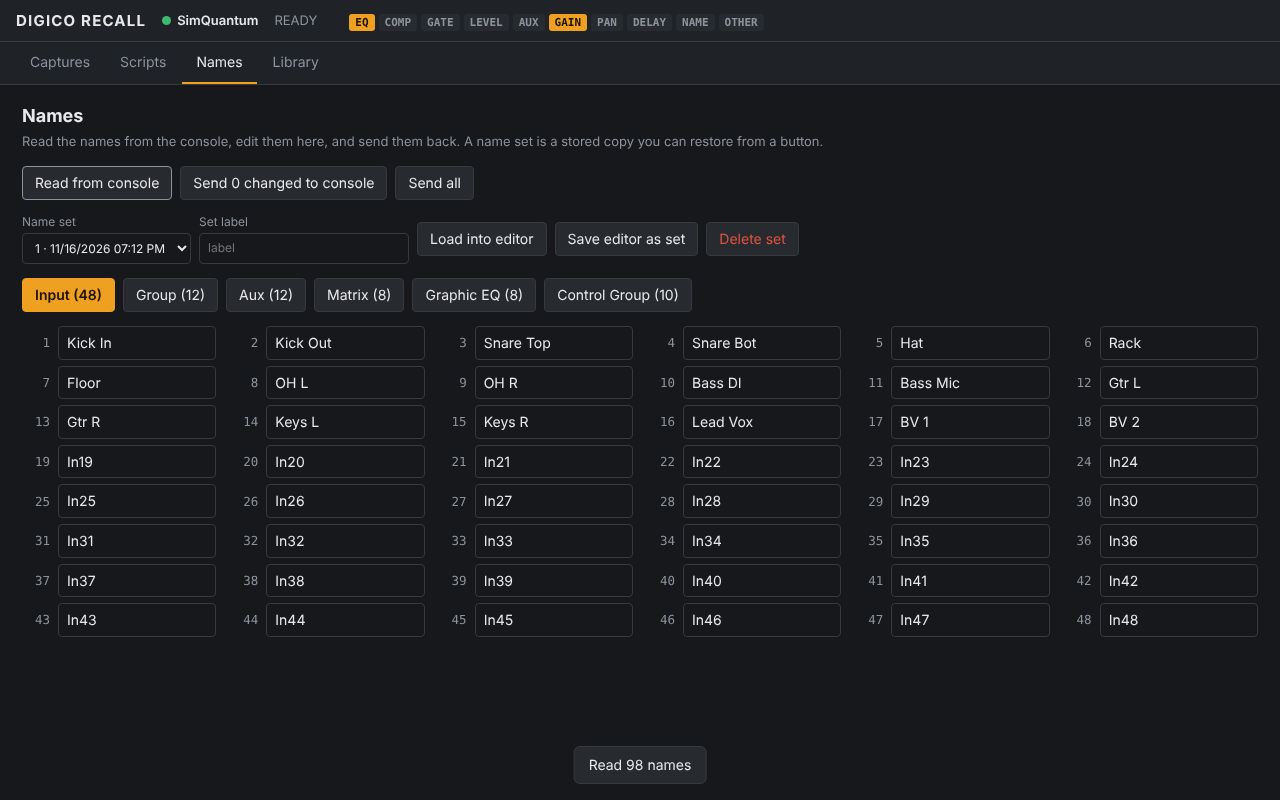 DIGICO RECALL SimQuantum READY EQ COMP GATE LEVEL AUX GAIN PAN DELAY NAME OTHER
Captures Scripts Names Library
Names
Read the names from the console, edit them here, and send them back. A name set is a stored copy you can restore from a button.
Read from console Send 0 changed to console Send all
Name set Set label
1 · 11/16/2026 07:12 PM label Load into editor Save editor as set Delete set
Input (48) Group (12) Aux (12) Matrix (8) Graphic EQ (8) Control Group (10)
1 Kick In 2 Kick Out 3 Snare Top 4 Snare Bot 5 Hat 6 Rack
7 Floor 8 OH L 9 OH R 10 Bass DI 11 Bass Mic 12 Gtr L
13 Gtr R 14 Keys L 15 Keys R 16 Lead Vox 17 BV 1 18 BV 2
19 In19 20 In20 21 In21 22 In22 23 In23 24 In24
25 In25 26 In26 27 In27 28 In28 29 In29 30 In30
31 In31 32 In32 33 In33 34 In34 35 In35 36 In36
37 In37 38 In38 39 In39 40 In40 41 In41 42 In42
43 In43 44 In44 45 In45 46 In46 47 In47 48 In48
Read 98 names